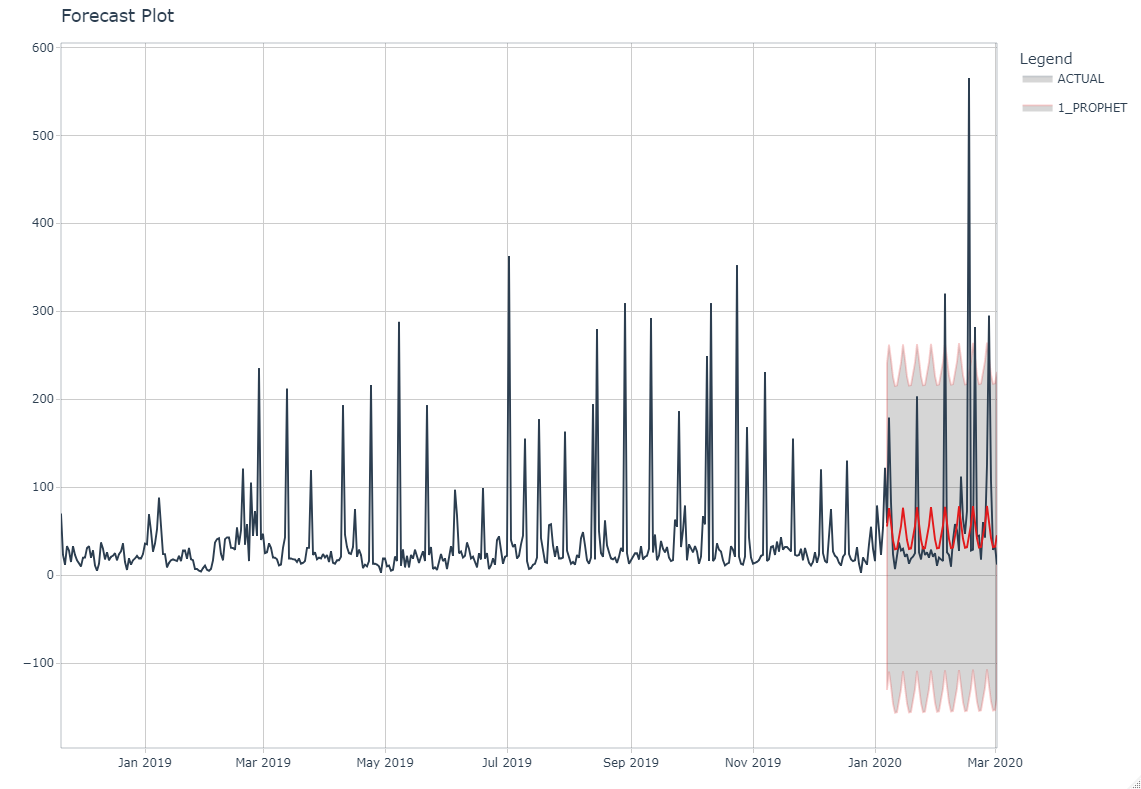 Forecast Plot
Legend
ACTUAL
1_PROPHET
600
500
400
300
200
100
0
−100
Jan 2019
Mar 2019
May 2019
Jul 2019
Sep 2019
Nov 2019
Jan 2020
Mar 2020